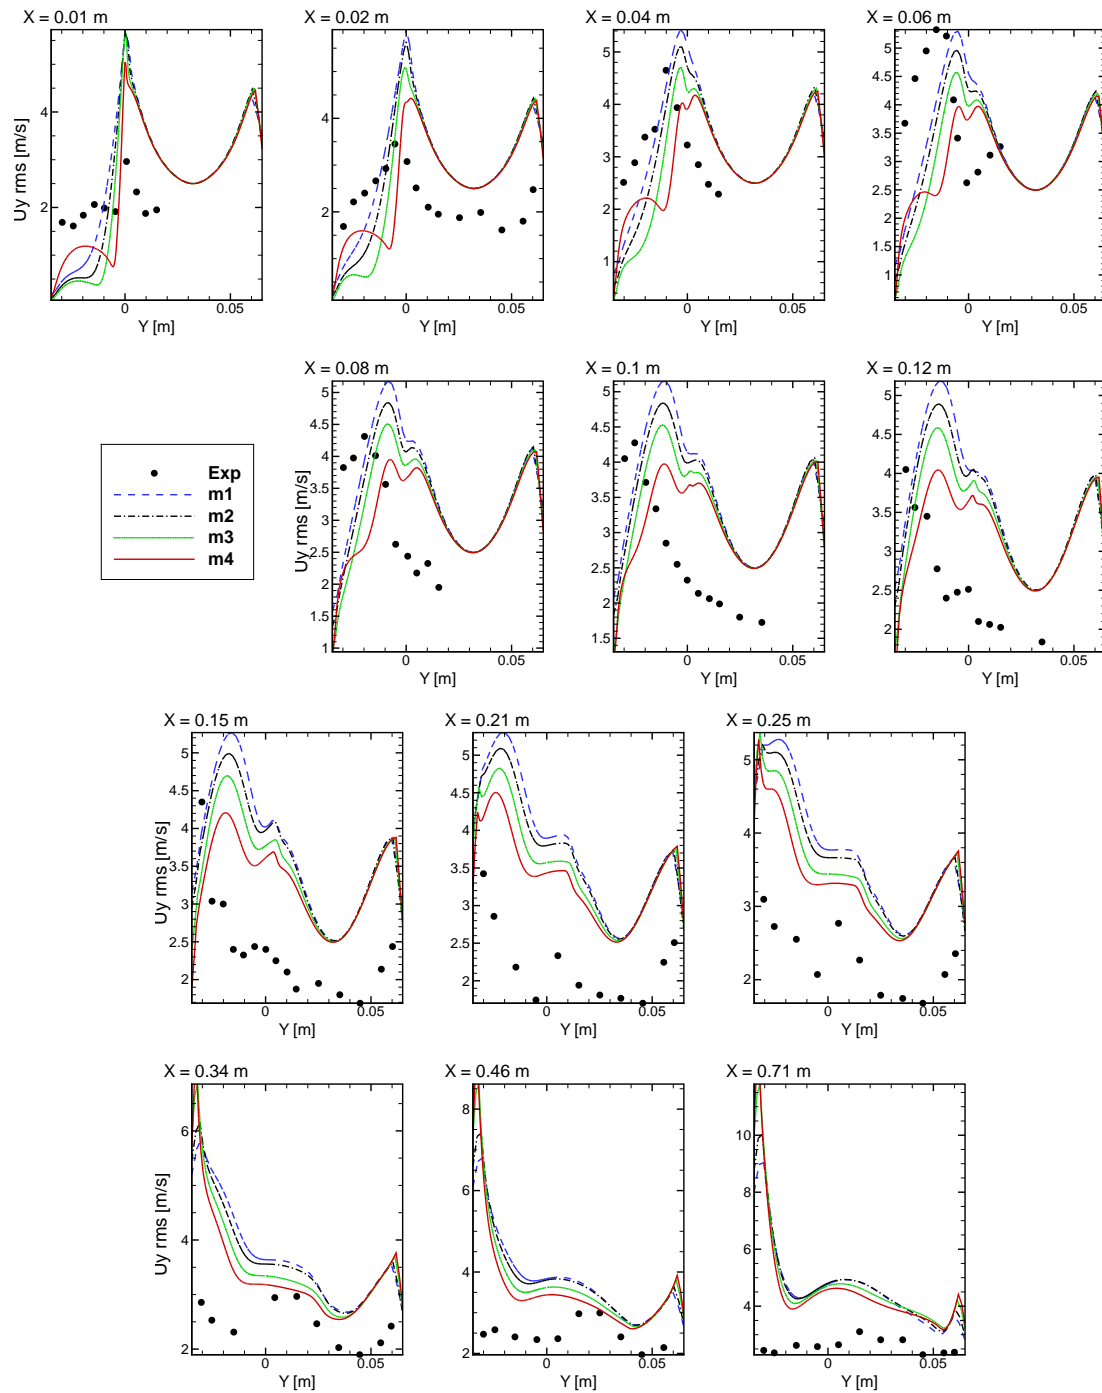 X = 0.01 m
X = 0.02 m
X = 0.04 m
X = 0.06 m
Uy rms [m/s]
4
2
0
0.05
Y [m]
4
2
0
0.05
Y [m]
5
4
3
2
1
0
0.05
Y [m]
5
4.5
4
3.5
3
2.5
2
1.5
1
0
0.05
Y [m]
X = 0.08 m
X = 0.1 m
X = 0.12 m
Exp
m1
m2
m3
m4
Uy rms [m/s]
5
4.5
4
3.5
3
2.5
2
1.5
1
0
0.05
Y [m]
5
4.5
4
3.5
3
2.5
2
1.5
0
0.05
Y [m]
5
4.5
4
3.5
3
2.5
2
0
0.05
Y [m]
X = 0.15 m
X = 0.21 m
X = 0.25 m
Uy rms [m/s]
5
4.5
4
3.5
3
2.5
2
0
0.05
Y [m]
5
4.5
4
3.5
3
2.5
2
0
0.05
Y [m]
5
4
3
2
0
0.05
Y [m]
X = 0.34 m
X = 0.46 m
X = 0.71 m
Uy rms [m/s]
6
4
2
0
0.05
Y [m]
8
6
4
2
0
0.05
Y [m]
10
8
6
4
0
0.05
Y [m]